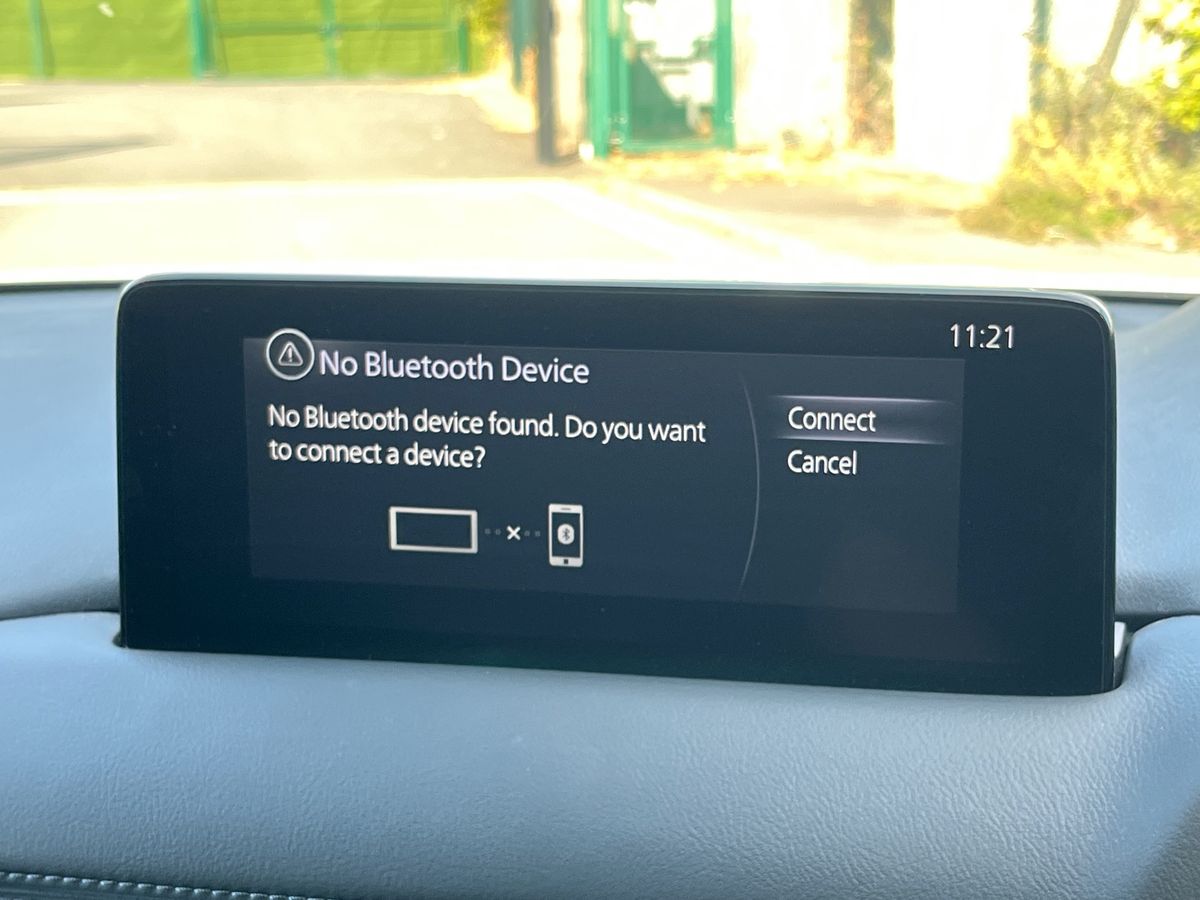 11:21
No Bluetooth Device
No Bluetooth device found. Do you want
to connect a device?
Connect
Cancel